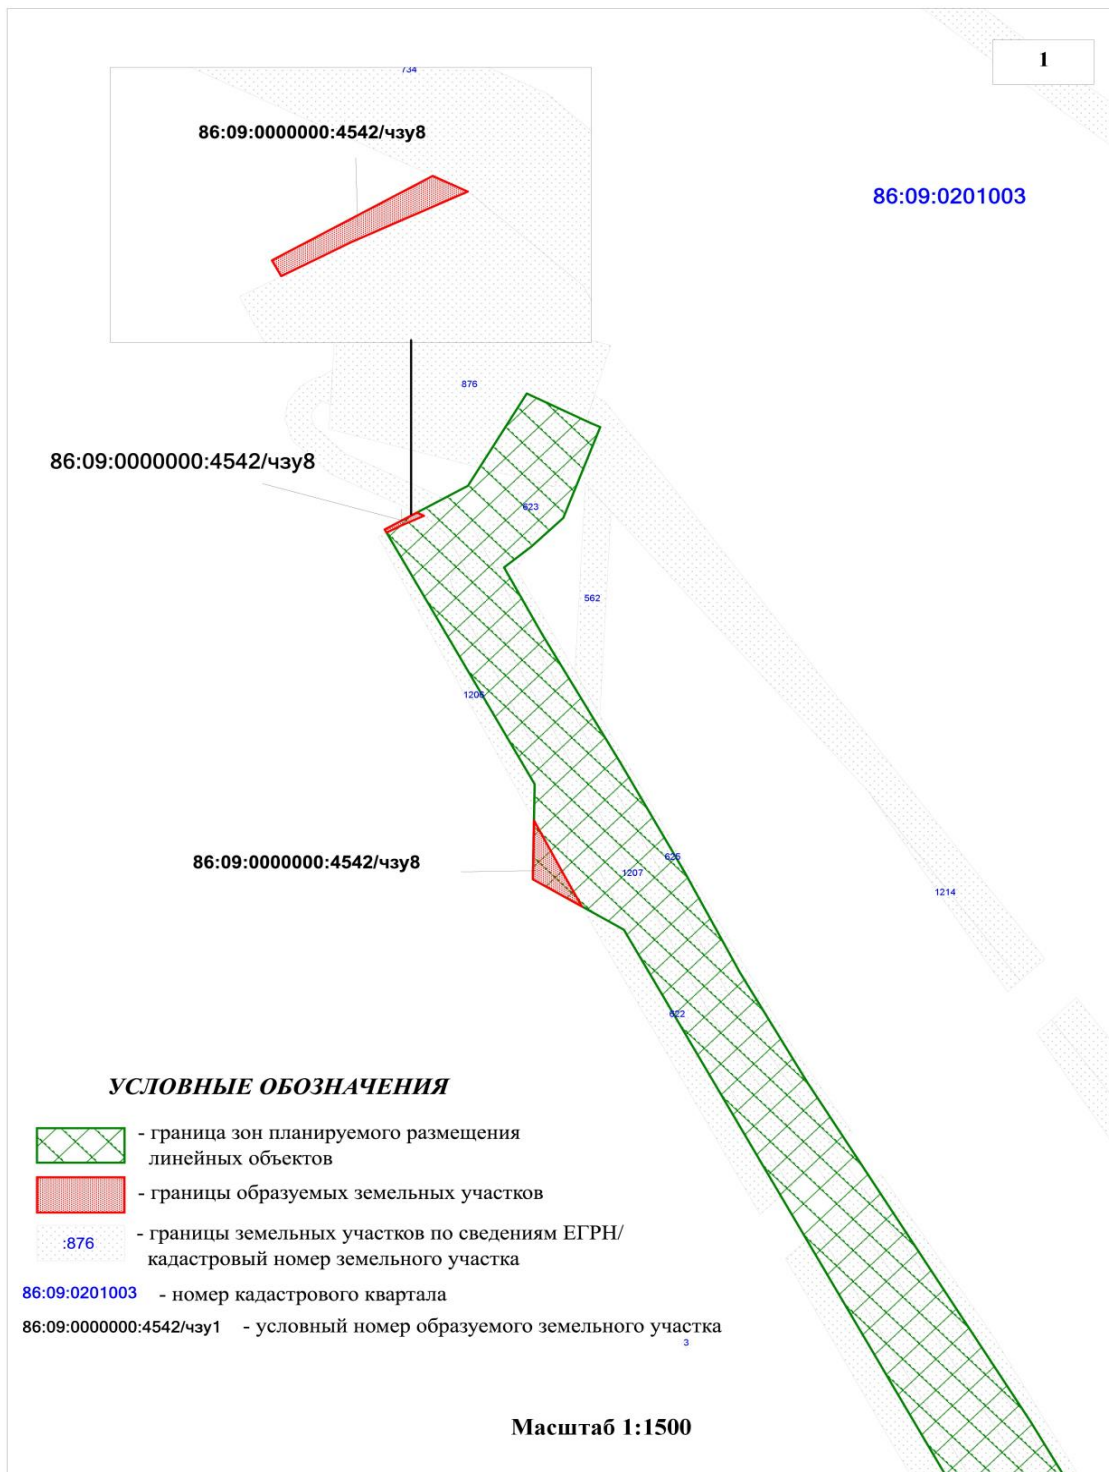 1
734
86:09:0000000:4542/чзу8
86:09:0201003
876
86:09:0000000:4542/чзу8
623
562
1206
86:09:0000000:4542/чзу8
625
1207
1214
622
УСЛОВНЫЕ ОБОЗНАЧЕНИЯ
- граница зон планируемого размещения
линейных объектов
- границы образуемых земельных участков
:876 - границы земельных участков по сведениям ЕГРН/
кадастровый номер земельного участка
86:09:0201003 - номер кадастрового квартала
86:09:0000000:4542/чзу1 - условный номер образуемого земельного участка
3
Масштаб 1:1500